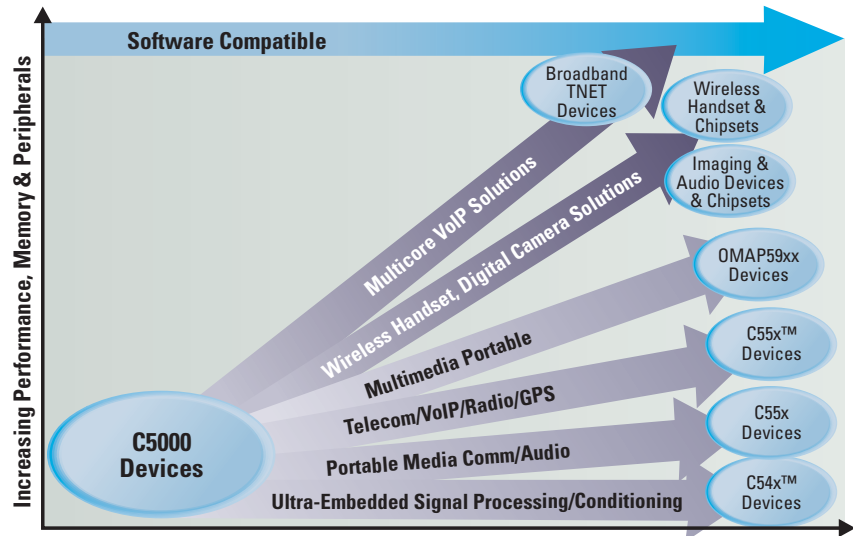 Software Compatible
Increasing Performance, Memory & Peripherals
Broadband
TNET
Devices
Wireless
Handset &
Chipsets
Imaging &
Audio Devices
& Chipsets
Multicore VoIP Solutions
Wireless Handset, Digital Camera Solutions
OMAP59xx
Devices
Multimedia Portable
C55x™
Devices
Telecom/VoIP/Radio/GPS
C5000
Devices
C55x
Devices
Portable Media Comm/Audio
C54x™
Devices
Ultra-Embedded Signal Processing/Conditioning